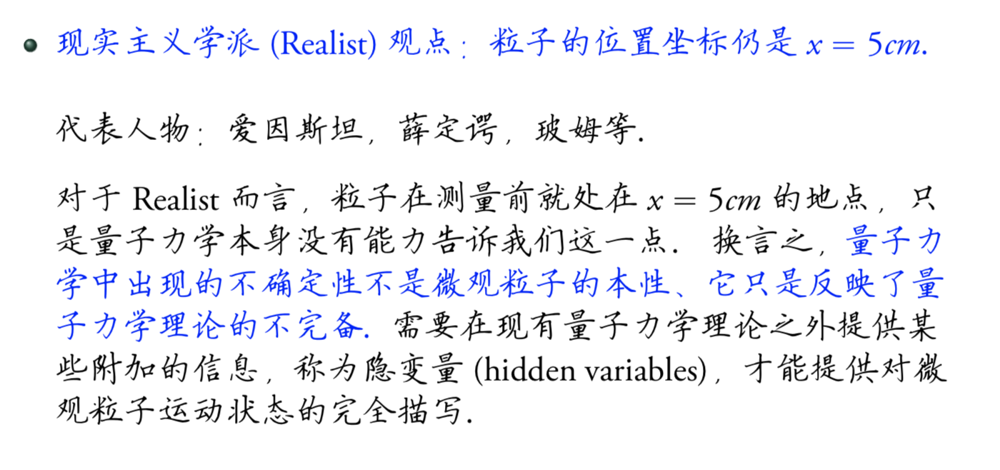 现实主义学派 (Realist) 观点：粒子的位置坐标仍是 x = 5cm.
代表人物：爱因斯坦，薛定谔，玻姆等.
对于 Realist 而言，粒子在测量前就处在 x = 5cm 的地点，只
是量子力学本身没有能力告诉我们这一点. 换言之，量子力
学中出现的不确定性不是微观粒子的本性、它只是反映了量
子力学理论的不完备. 需要在现有量子力学理论之外提供某
些附加的信息，称为隐变量 (hidden variables)，才能提供对微
观粒子运动状态的完全描写.